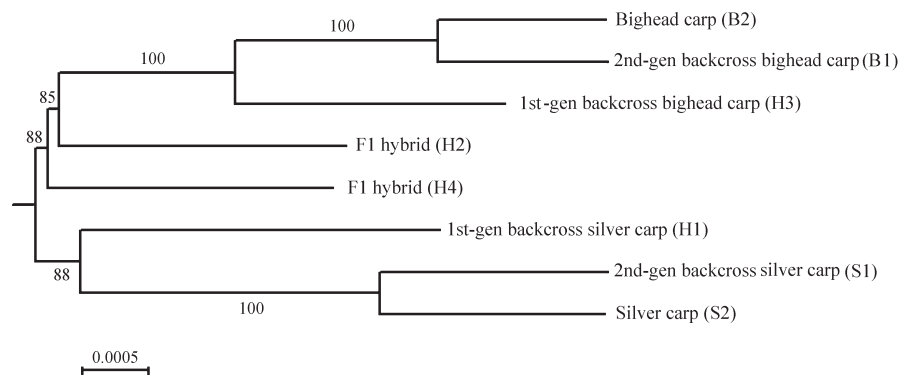 Bighead carp (B2)
100
2nd-gen backcross bighead carp (B1)
100
1st-gen backcross bighead carp (H3)
85
F1 hybrid (H2)
88
F1 hybrid (H4)
1st-gen backcross silver carp (H1)
88
2nd-gen backcross silver carp (S1)
100
Silver carp (S2)
0.0005